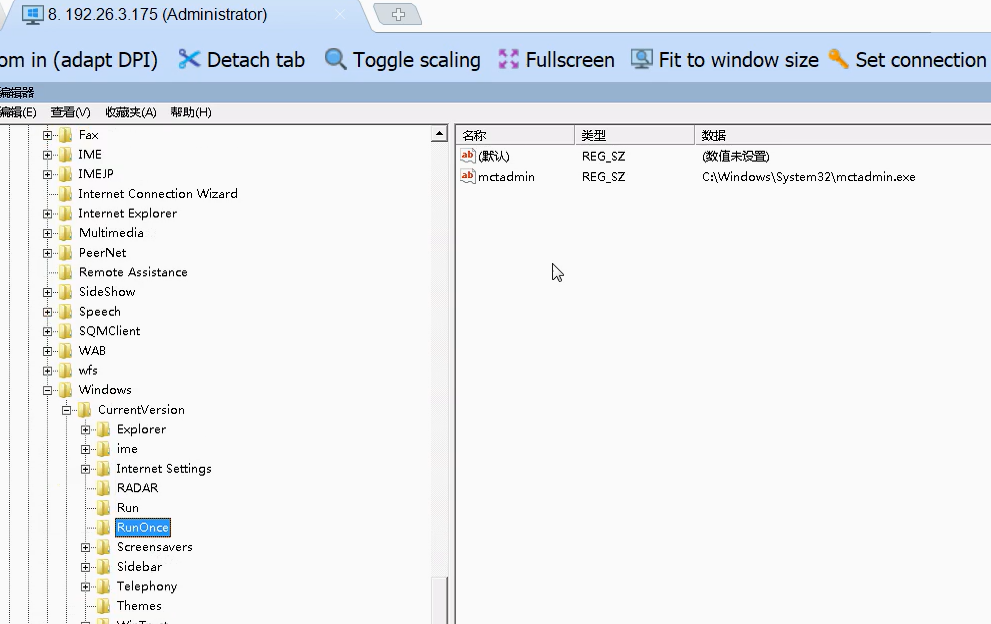 8. 192.26.3.175 (Administrator)
om in (adapt DPI) Detach tab Toggle scaling Fullscreen Fit to window size Set connection
编辑器
编辑(E) 查看(V) 收藏夹(A) 帮助(H)
名称 类型 数据
(默认) REG_SZ (数值未设置)
mctadmin REG_SZ C:\Windows\System32\mctadmin.exe
Fax
IME
IMEJP
Internet Connection Wizard
Internet Explorer
Multimedia
PeerNet
Remote Assistance
SideShow
Speech
SQMClient
WAB
wfs
Windows
CurrentVersion
Explorer
ime
Internet Settings
RADAR
Run
RunOnce
Screensavers
Sidebar
Telephony
Themes